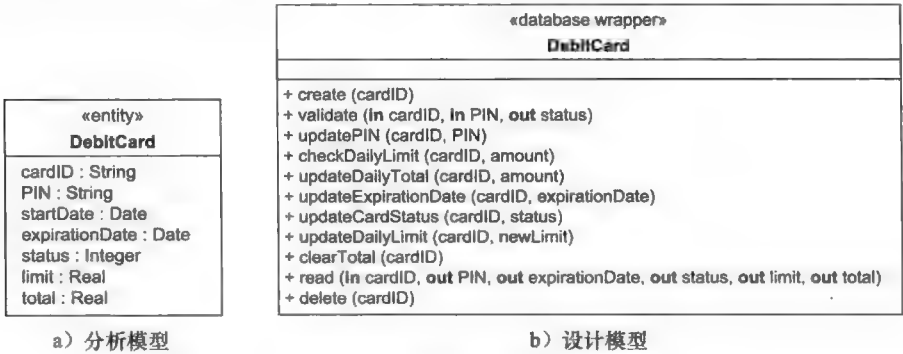 «entity»
DebitCard
cardID : String
PIN : String
startDate : Date
expirationDate : Date
status : Integer
limit : Real
total : Real
a）分析模型
«database wrapper»
DebitCard
+ create (cardID)
+ validate (in cardID, in PIN, out status)
+ updatePIN (cardID, PIN)
+ checkDailyLimit (cardID, amount)
+ updateDailyTotal (cardID, amount)
+ updateExpirationDate (cardID, expirationDate)
+ updateCardStatus (cardID, status)
+ updateDailyLimit (cardID, newLimit)
+ clearTotal (cardID)
+ read (in cardID, out PIN, out expirationDate, out status, out limit, out total)
+ delete (cardID)
b）设计模型